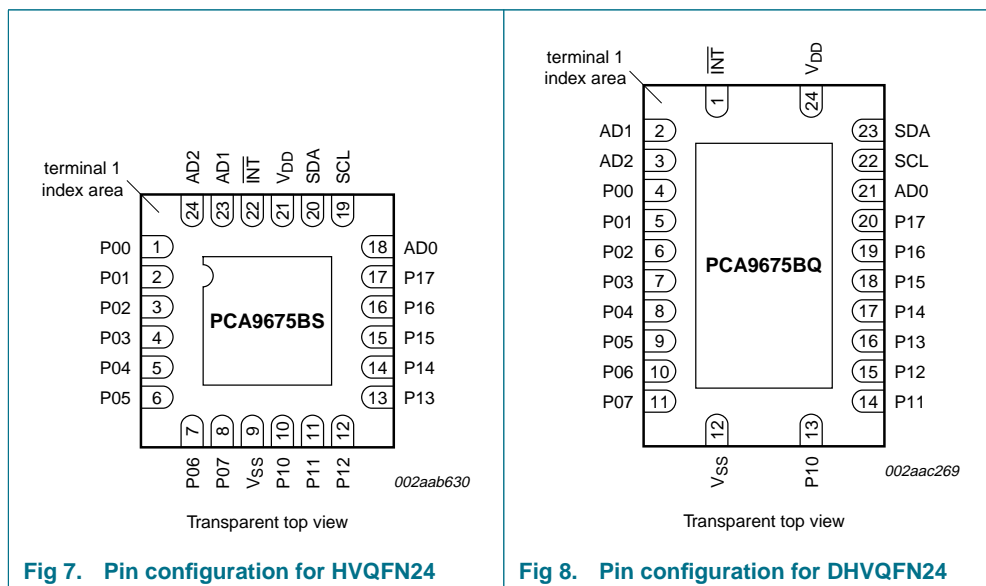 terminal 1
index area
AD2
AD1
INT
VDD
SDA
SCL
24
23
22
21
20
19
P00 1
P01 2
P02 3
P03 4
P04 5
P05 6
PCA9675BS
18 AD0
17 P17
16 P16
15 P15
14 P14
13 P13
7
8
9
10
11
12
P06
P07
VSS
P10
P11
P12
002aab630
Transparent top view
Fig 7. Pin configuration for HVQFN24
terminal 1
index area
INT
VDD
1
24
AD1 2
AD2 3
P00 4
P01 5
P02 6
P03 7
P04 8
P05 9
P06 10
P07 11
PCA9675BQ
23 SDA
22 SCL
21 AD0
20 P17
19 P16
18 P15
17 P14
16 P13
15 P12
14 P11
12
13
VSS
P10
002aac269
Transparent top view
Fig 8. Pin configuration for DHVQFN24